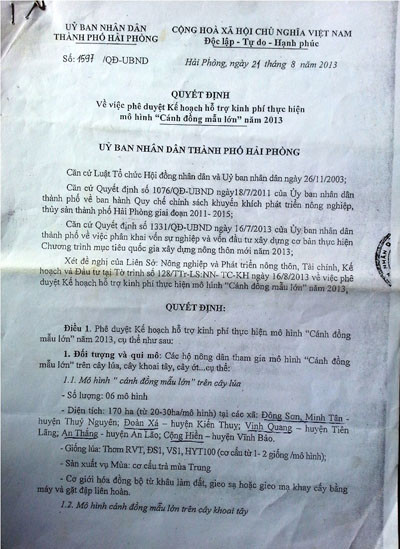 UỶ BAN NHÂN DÂN
THÀNH PHỐ HẢI PHÒNG
CỘNG HOÀ XÃ HỘI CHỦ NGHĨA VIỆT NAM
Độc lập - Tự do - Hạnh phúc
Số: 1597 /QĐ-UBND
Hải Phòng, ngày 21 tháng 8 năm 2013
QUYẾT ĐỊNH
Về việc phê duyệt Kế hoạch hỗ trợ kinh phí thực hiện
mô hình “Cánh đồng mẫu lớn” năm 2013
UỶ BAN NHÂN DÂN THÀNH PHỐ HẢI PHÒNG
Căn cứ Luật Tổ chức Hội đồng nhân dân và Uỷ ban nhân dân ngày 26/11/2003;
Căn cứ Quyết định số 1076/QĐ-UBND ngày18/7/2011 của Ủy ban nhân dân
thành phố về ban hành Quy chế chính sách khuyến khích phát triển nông nghiệp,
thủy sản thành phố Hải Phòng giai đoạn 2011- 2015;
Căn cứ Quyết định số 1331/QĐ-UBND ngày 16/7/2013 của Ủy ban nhân dân
thành phố về việc phân khai vốn sự nghiệp và vốn đầu tư xây dựng cơ bản thực hiện
Chương trình mục tiêu quốc gia xây dựng nông thôn mới năm 2013;
Xét đề nghị của Liên Sở: Nông nghiệp và Phát triển nông thôn, Tài chính, Kế
hoạch và Đầu tư tại Tờ trình số 128/TTr-LS:NN- TC-KH ngày 16/8/2013 về việc phê
duyệt Kế hoạch hỗ trợ kinh phí thực hiện mô hình “Cánh đồng mẫu lớn” năm 2013,
QUYẾT ĐỊNH:
Điều 1. Phê duyệt Kế hoạch hỗ trợ kinh phí thực hiện mô hình “Cánh đồng
mẫu lớn” năm 2013, cụ thể như sau:
1. Đối tượng và qui mô: Các hộ nông dân tham gia mô hình “Cánh đồng
mẫu lớn” trên cây lúa, cây khoai tây, cây ớt...cụ thể:
1.1. Mô hình “ cánh đồng mẫu lớn” trên cây lúa
- Số lượng: 06 mô hình
- Diện tích: 170 ha (từ 20-30ha/mô hình) tại các xã: Đông Sơn, Minh Tân -
huyện Thuỷ Nguyên; Đoàn Xá – huyện Kiến Thuỵ; Vinh Quang – huyện Tiên
Lãng; An Thắng - huyện An Lão; Cộng Hiền – huyện Vĩnh Bảo.
- Giống lúa: Thơm RVT, ĐS1, VS1, HYT100 (cơ cấu từ 1- 2 giống /mô hình);
- Sản xuất vụ Mùa: cơ cấu trà mùa Trung
- Cơ giới hóa đồng bộ từ khâu làm đất, gieo sạ hoặc gieo mạ khay cấy bằng
máy và gặt đập liên hoàn.
1.2. Mô hình cánh đồng mẫu lớn trên cây khoai tây